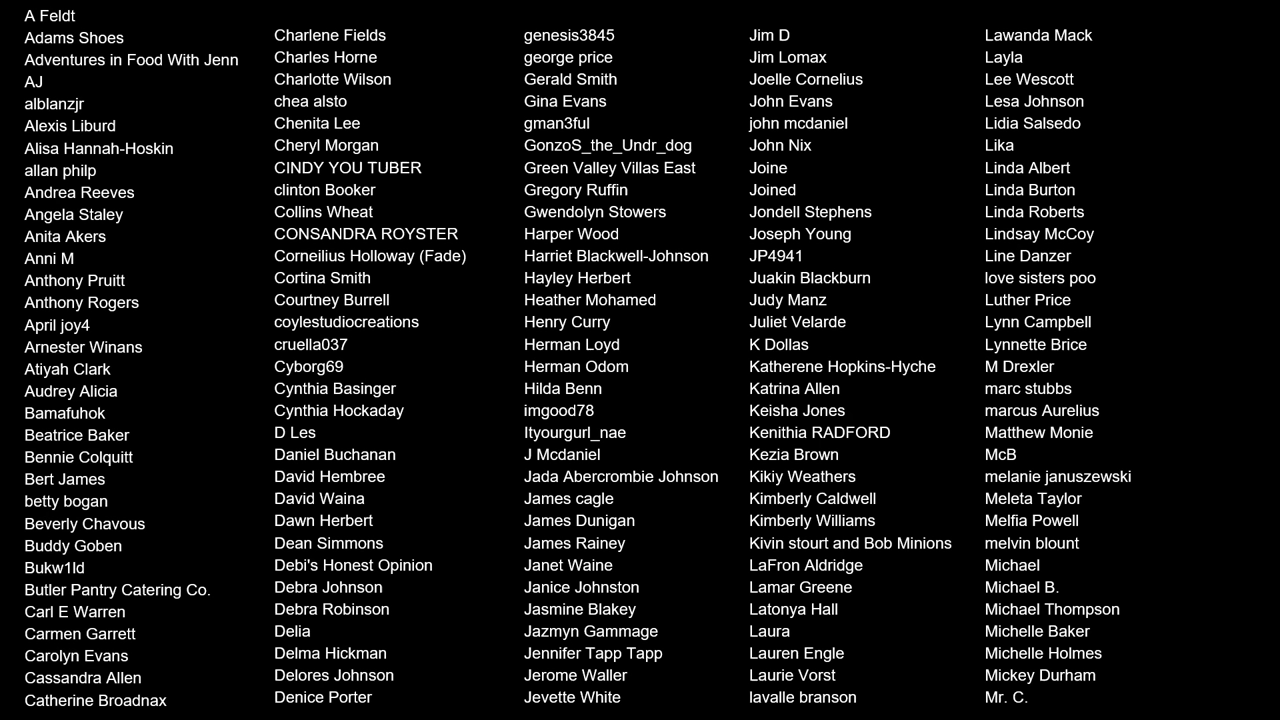 A Feldt
Adams Shoes
Adventures in Food With Jenn
AJ
alblanzjr
Alexis Liburd
Alisa Hannah-Hoskin
allan philp
Andrea Reeves
Angela Staley
Anita Akers
Anni M
Anthony Pruitt
Anthony Rogers
April joy4
Arnester Winans
Atiyah Clark
Audrey Alicia
Bamafuhok
Beatrice Baker
Bennie Colquitt
Bert James
betty bogan
Beverly Chavous
Buddy Goben
Bukw1ld
Butler Pantry Catering Co.
Carl E Warren
Carmen Garrett
Carolyn Evans
Cassandra Allen
Catherine Broadnax
Charlene Fields
Charles Horne
Charlotte Wilson
chea alsto
Chenita Lee
Cheryl Morgan
CINDY YOU TUBER
clinton Booker
Collins Wheat
CONSANDRA ROYSTER
Corneilius Holloway (Fade)
Cortina Smith
Courtney Burrell
coylestudiocreations
cruella037
Cyborg69
Cynthia Basinger
Cynthia Hockaday
D Les
Daniel Buchanan
David Hembree
David Waina
Dawn Herbert
Dean Simmons
Debi's Honest Opinion
Debra Johnson
Debra Robinson
Delia
Delma Hickman
Delores Johnson
Denice Porter
genesis3845
george price
Gerald Smith
Gina Evans
gman3ful
GonzoS_the_Undr_dog
Green Valley Villas East
Gregory Ruffin
Gwendolyn Stowers
Harper Wood
Harriet Blackwell-Johnson
Hayley Herbert
Heather Mohamed
Henry Curry
Herman Loyd
Herman Odom
Hilda Benn
imgood78
Ityourgurl_nae
J Mcdaniel
Jada Abercrombie Johnson
James cagle
James Dunigan
James Rainey
Janet Waine
Janice Johnston
Jasmine Blakey
Jazmyn Gammage
Jennifer Tapp Tapp
Jerome Waller
Jevette White
Jim D
Jim Lomax
Joelle Cornelius
John Evans
john mcdaniel
John Nix
Joine
Joined
Jondell Stephens
Joseph Young
JP4941
Juakin Blackburn
Judy Manz
Juliet Velarde
K Dollas
Katherene Hopkins-Hyche
Katrina Allen
Keisha Jones
Kenithia RADFORD
Kezia Brown
Kikiy Weathers
Kimberly Caldwell
Kimberly Williams
Kivin stourt and Bob Minions
LaFron Aldridge
Lamar Greene
Latonya Hall
Laura
Lauren Engle
Laurie Vorst
lavalle branson
Lawanda Mack
Layla
Lee Wescott
Lesa Johnson
Lidia Salsedo
Lika
Linda Albert
Linda Burton
Linda Roberts
Lindsay McCoy
Line Danzer
love sisters poo
Luther Price
Lynn Campbell
Lynnette Brice
M Drexler
marc stubbs
marcus Aurelius
Matthew Monie
McB
melanie januszewski
Meleta Taylor
Melfia Powell
melvin blount
Michael
Michael B.
Michael Thompson
Michelle Baker
Michelle Holmes
Mickey Durham
Mr. C.